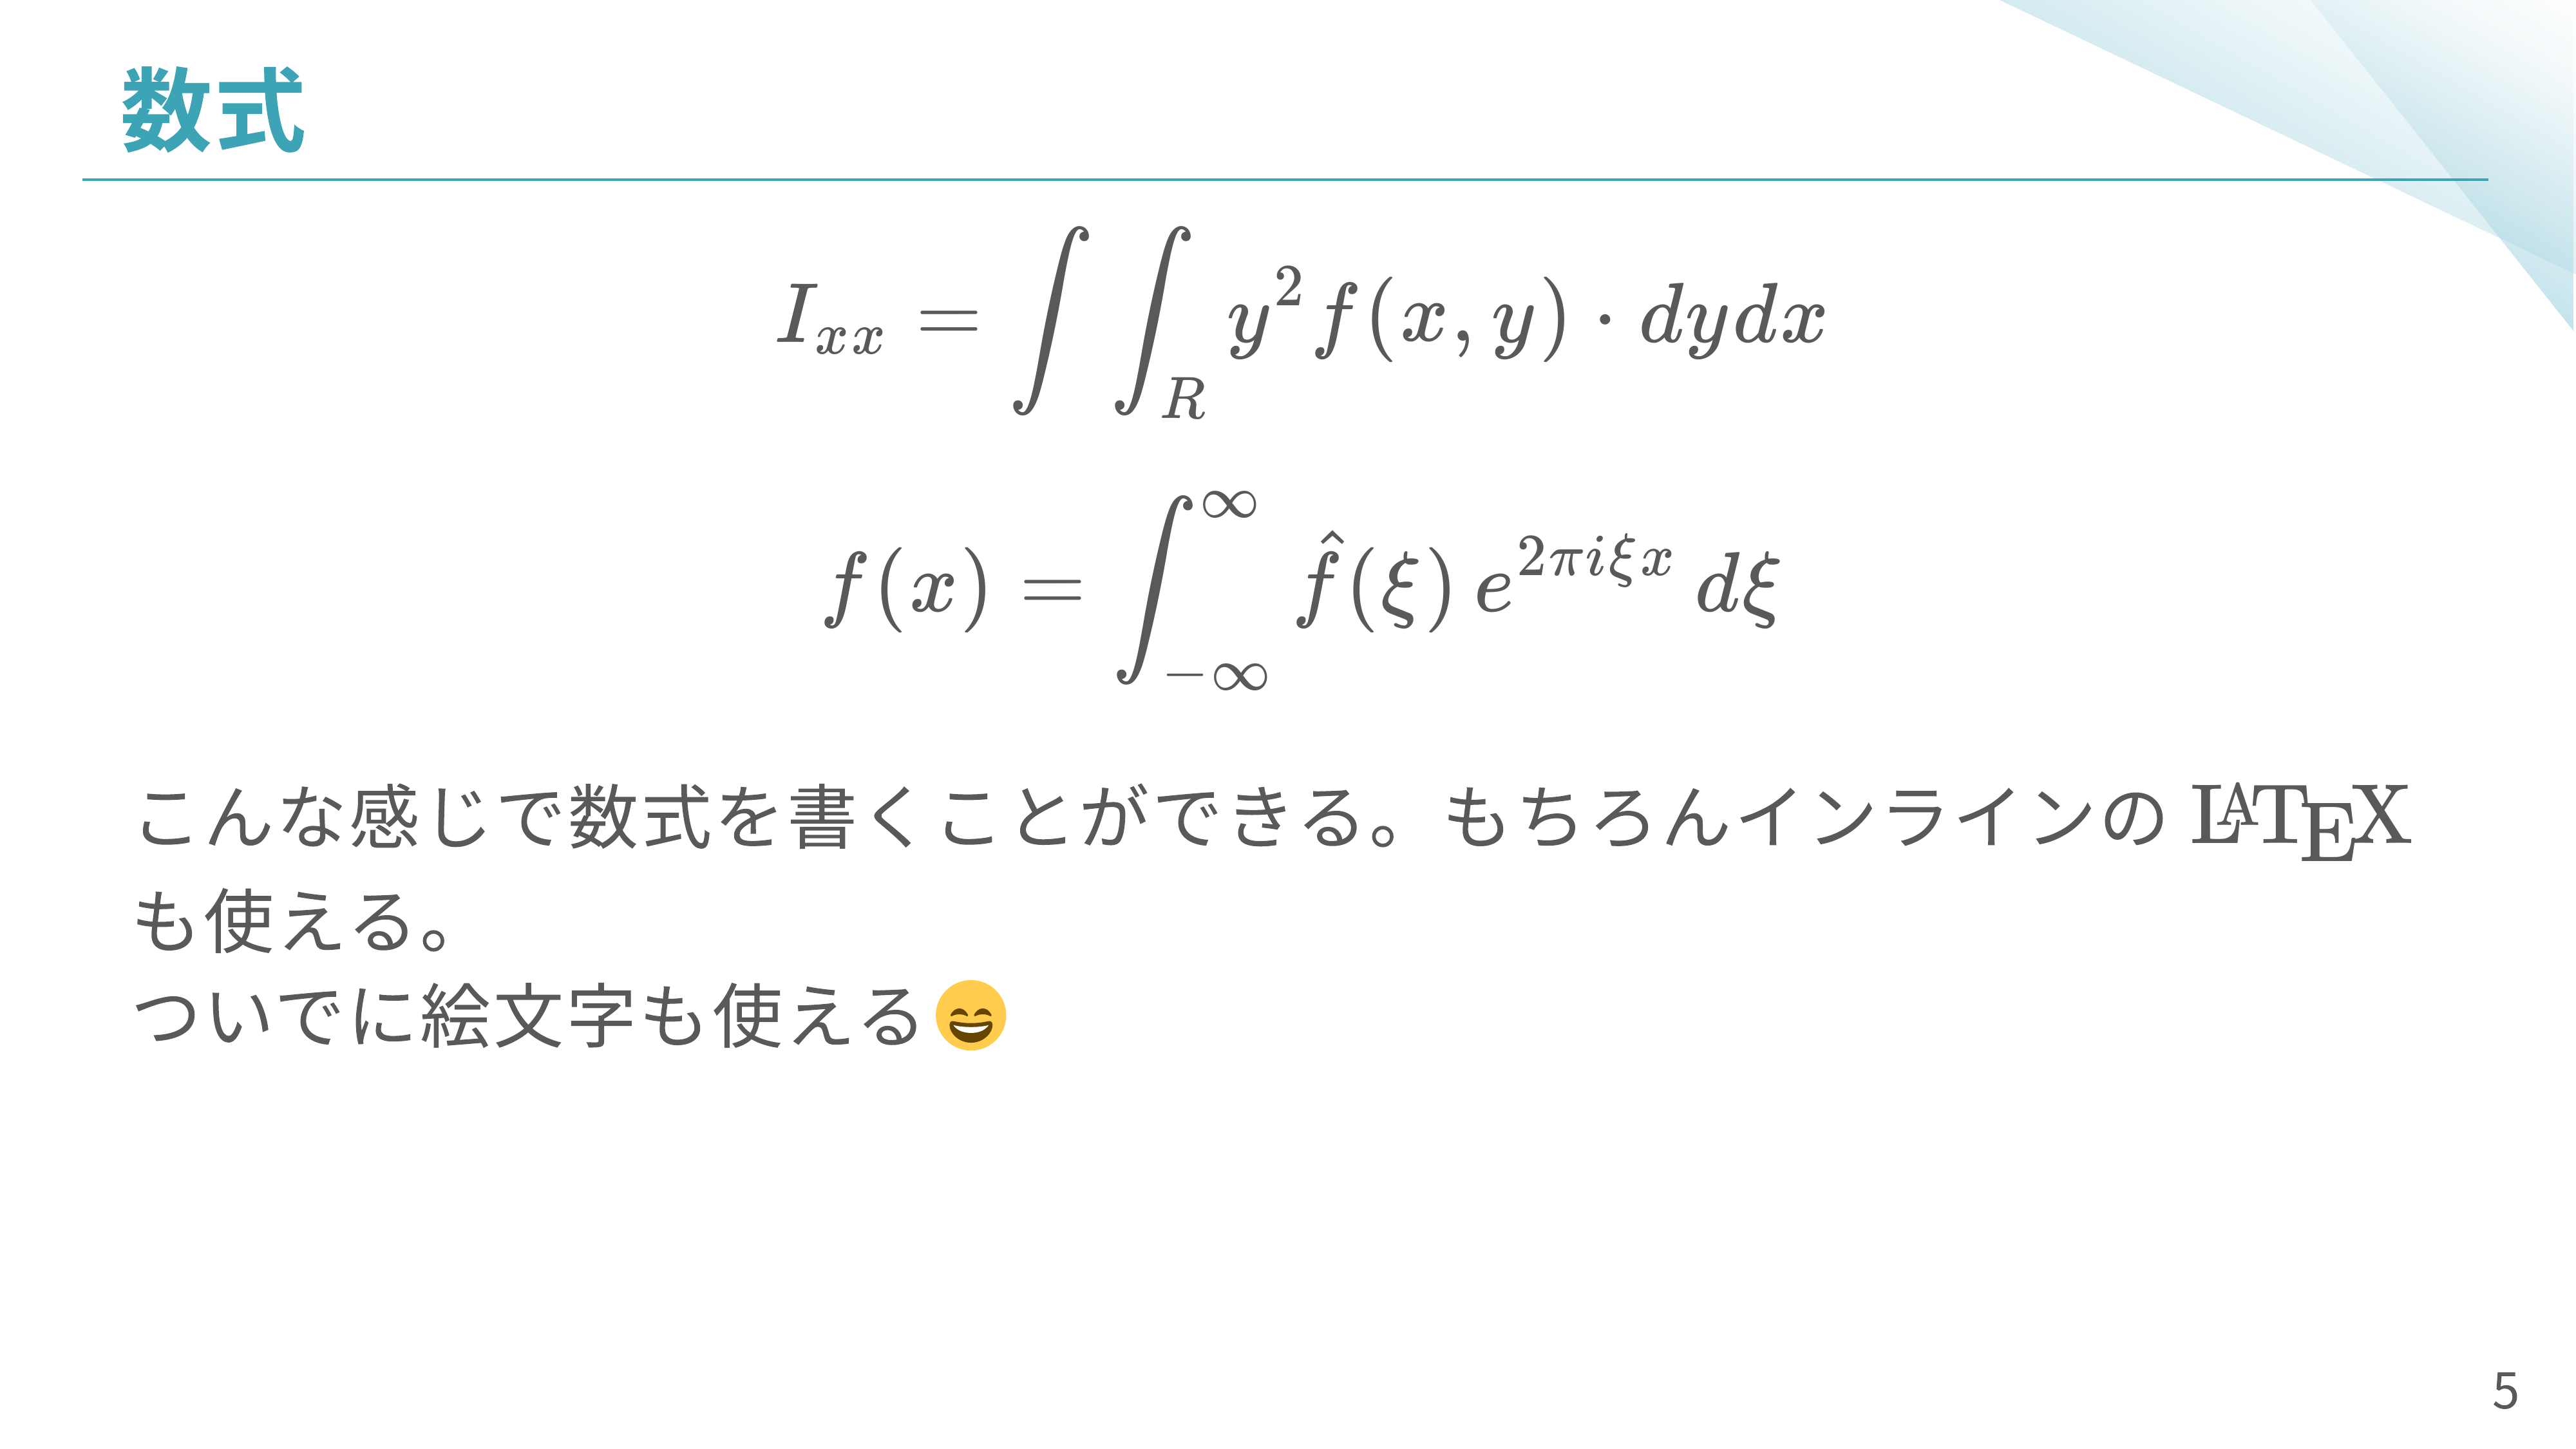 数式
$I_{xx} = \int \int_R y^2 f(x, y) \cdot dydx$
$f(x) = \int_{-\infty}^{\infty} \hat{f}(\xi) \, e^{2\pi i \xi x} \, d\xi$
こんな感じで数式を書くことができる。もちろんインラインの LATEX
も使える。
ついでに絵文字も使える😄
5